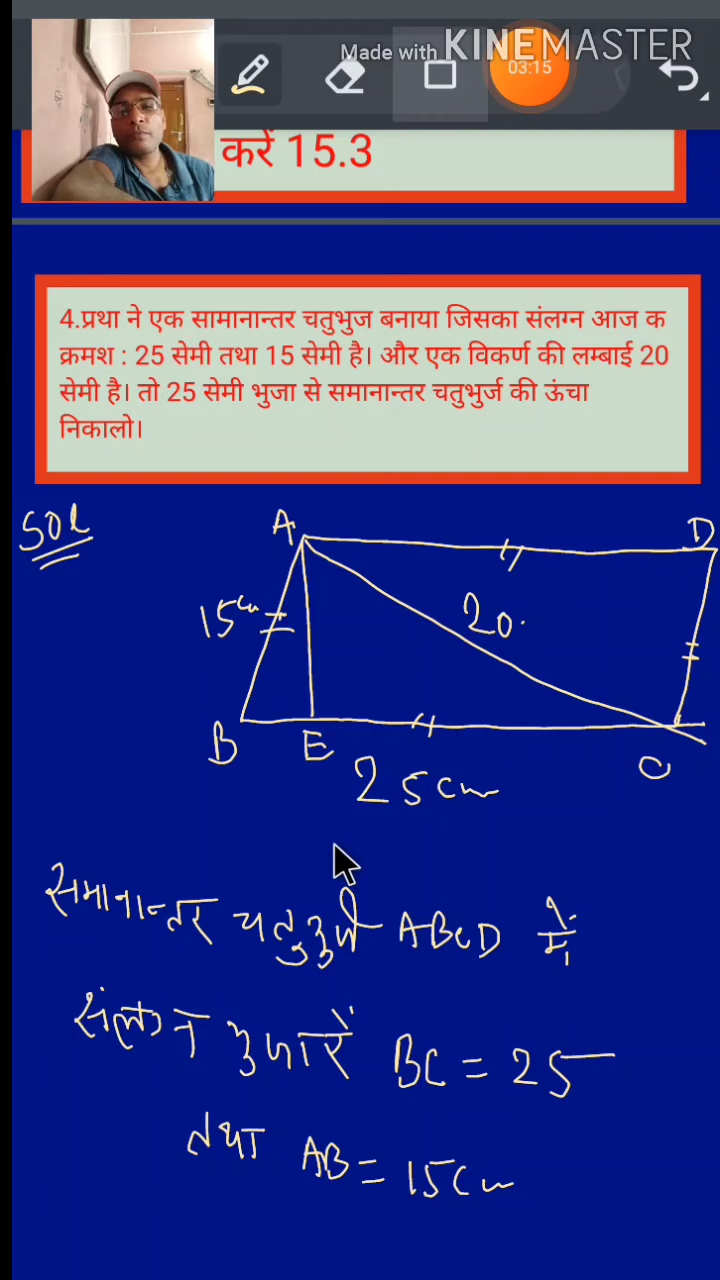 Made with KINEMASTER
03:15
करें 15.3
4.प्रथा ने एक सामानान्तर चतुभुज बनाया जिसका संलग्न आज क
क्रमश : 25 सेमी तथा 15 सेमी है। और एक विकर्ण की लम्बाई 20
सेमी है। तो 25 सेमी भुजा से समानान्तर चतुभुर्ज की ऊंचा
निकालो।
Sol
A
D
15cm
20.
B
E
C
25cm
समानान्तर चतुर्भुज ABCD में
संलग्न भुजाएँ BC = 25
तथा AB = 15cm